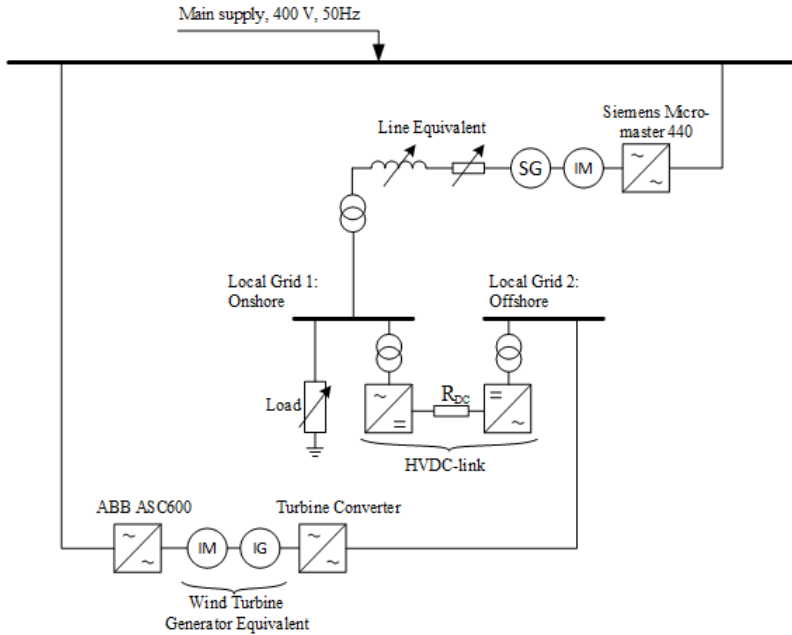 Main supply, 400 V, 50Hz
Siemens Micro-
master 440
Line Equivalent
SG
IM
~
~
Local Grid 1:
Onshore
Local Grid 2:
Offshore
Load
~
=
R_DC
=
~
HVDC-link
ABB ASC600
Turbine Converter
~
~
IM
IG
~
~
Wind Turbine
Generator Equivalent